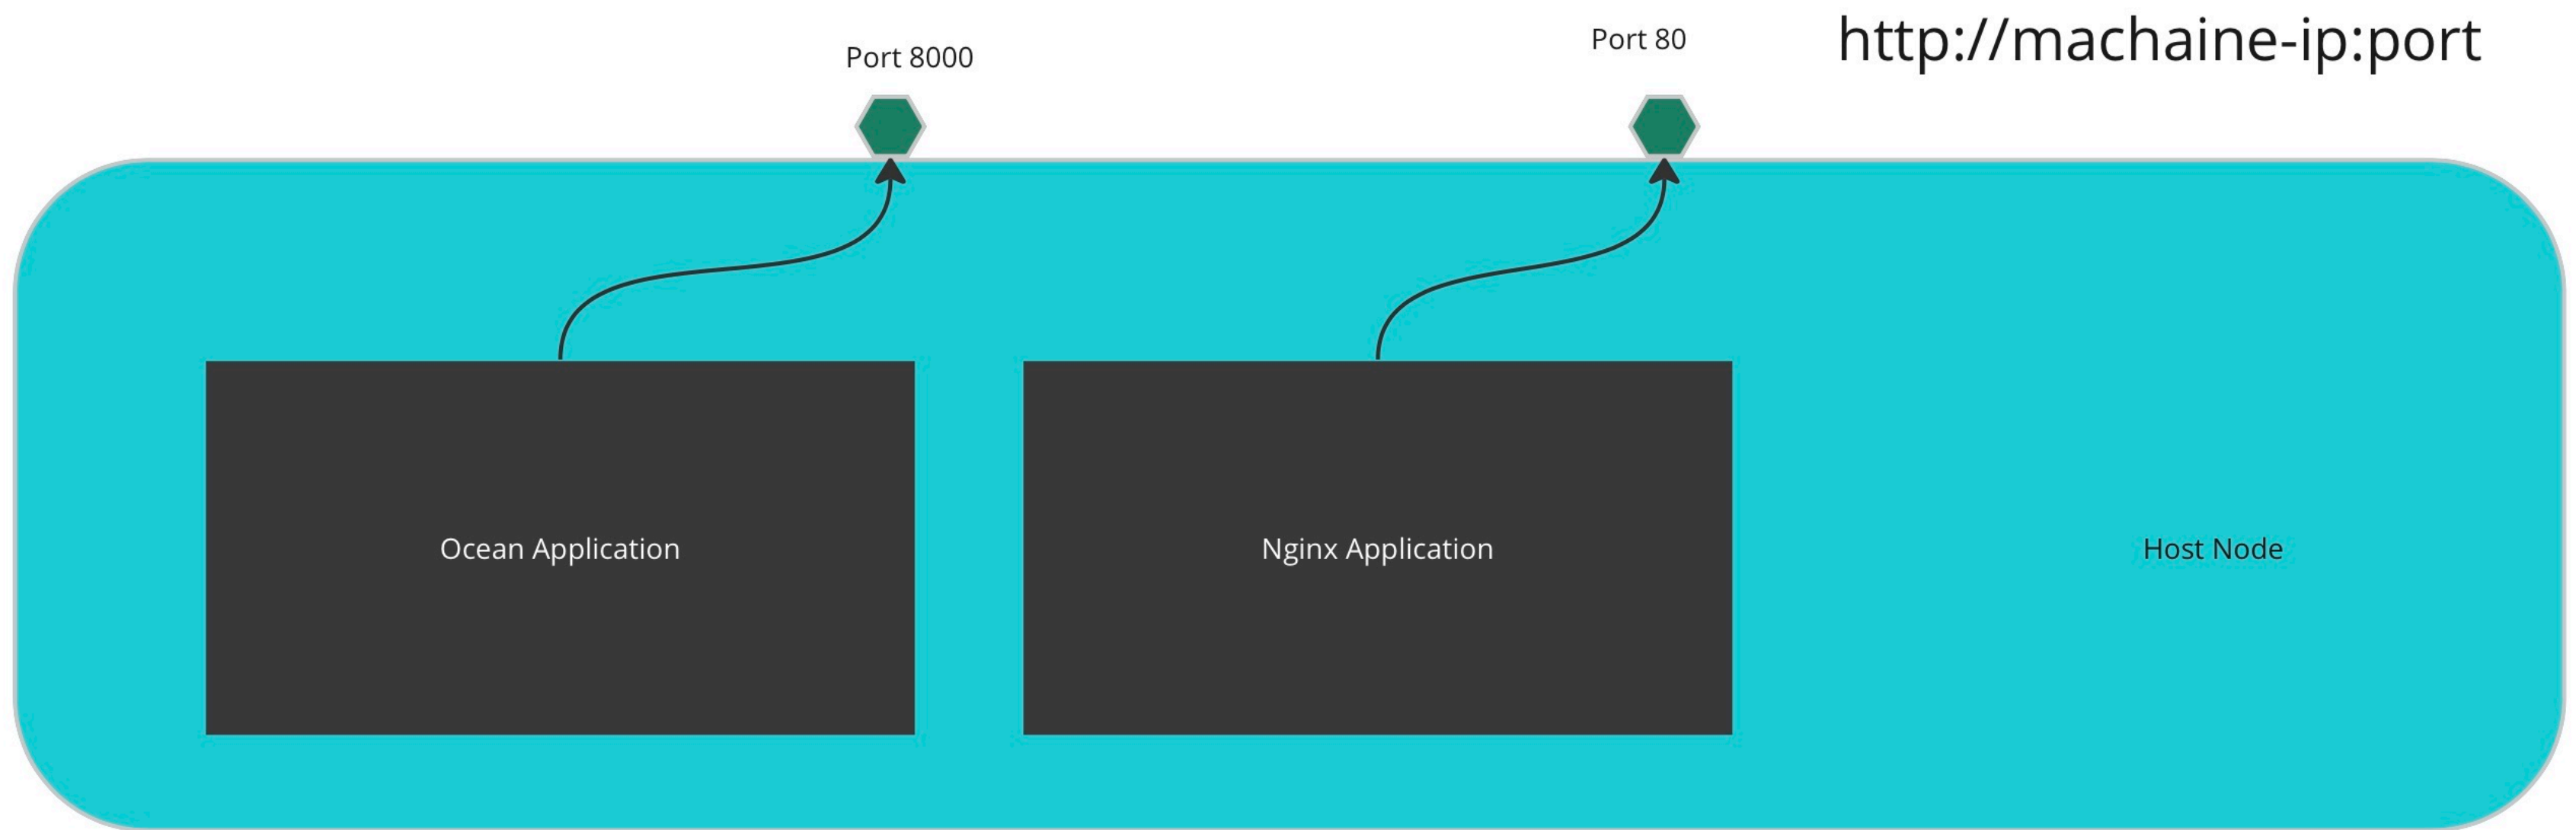 http://machaine-ip:port
Port 8000
Port 80
Ocean Application
Nginx Application
Host Node